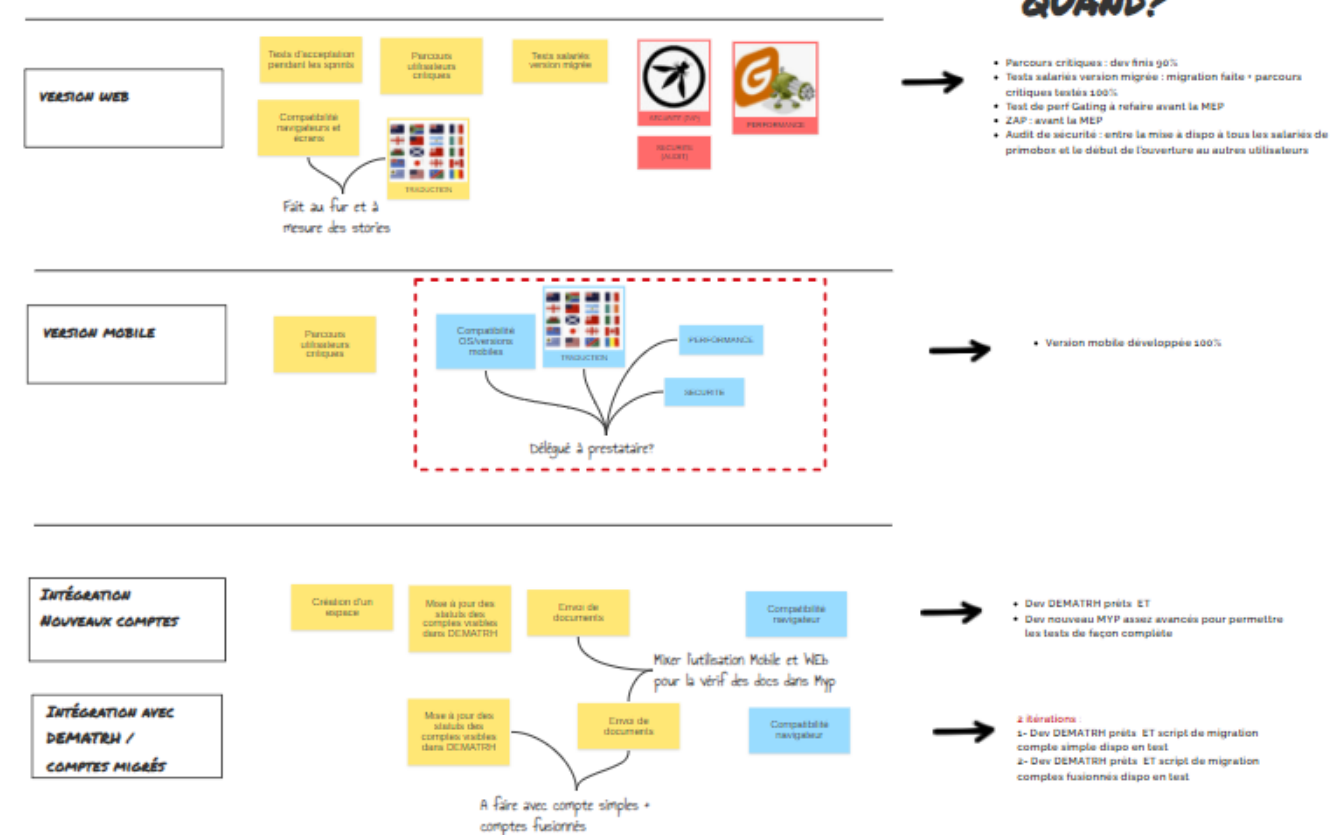 QUAND?
VERSION WEB
Tests d'acceptation
pendant les sprints
Parcours
utilisateurs
critiques
Tests salariés
version migrée
SÉCURITÉ (ZAP)
PERFORMANCE
Compatibilité
navigateurs et
écrans
TRADUCTION
SÉCURITÉ
(AUDIT)
Fait au fur et à
mesure des stories
• Parcours critiques : dev finis 90%
• Tests salariés version migrée : migration faite + parcours
critiques testés 100%
• Test de perf Gatling à refaire avant la MEP
• ZAP : avant la MEP
• Audit de sécurité : entre la mise à dispo à tous les salariés de
primobox et le début de l'ouverture au autres utilisateurs
VERSION MOBILE
Parcours
utilisateurs
critiques
Compatibilité
OS/versions
mobiles
TRADUCTION
PERFORMANCE
SÉCURITÉ
Délégué à prestataire?
• Version mobile développée 100%
INTÉGRATION
NOUVEAUX COMPTES
Création d'un
espace
Mise à jour des
statuts des
comptes visibles
dans DEMATRH
Envoi de
documents
Compatibilité
navigateur
• Dev DEMATRH prêts ET
• Dev nouveau MYP assez avancés pour permettre
les tests de façon complète
Mixer l'utilisation Mobile et WEb
pour la vérif des docs dans Myp
INTÉGRATION AVEC
DEMATRH /
COMPTES MIGRÉS
Mise à jour des
statuts des
comptes visibles
dans DEMATRH
Envoi de
documents
Compatibilité
navigateur
2 itérations :
1- Dev DEMATRH prêts ET script de migration
compte simple dispo en test
2- Dev DEMATRH prêts ET script de migration
comptes fusionnés dispo en test
A faire avec compte simples +
comptes fusionnés